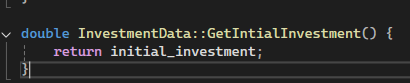 double InvestmentData::GetIntialInvestment() {
    return initial_investment;
}